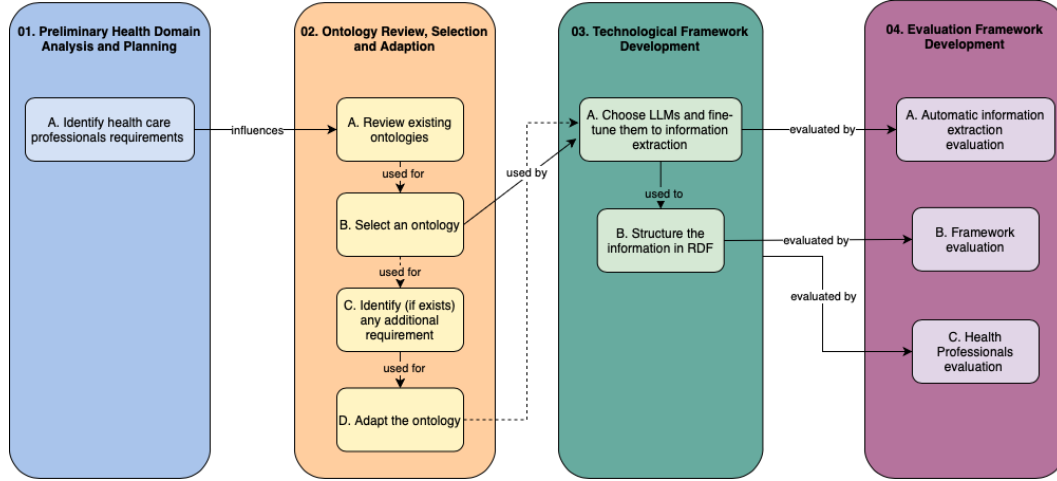 01. Preliminary Health Domain
Analysis and Planning
A. Identify health care
professionals requirements
influences
02. Ontology Review, Selection
and Adaption
A. Review existing
ontologies
used for
B. Select an ontology
used for
C. Identify (if exists)
any additional
requirement
used for
D. Adapt the ontology
used by
03. Technological Framework
Development
A. Choose LLMs and fine-
tune them to information
extraction
used to
B. Structure the
information in RDF
evaluated by
evaluated by
evaluated by
04. Evaluation Framework
Development
A. Automatic information
extraction
evaluation
B. Framework
evaluation
C. Health
Professionals
evaluation